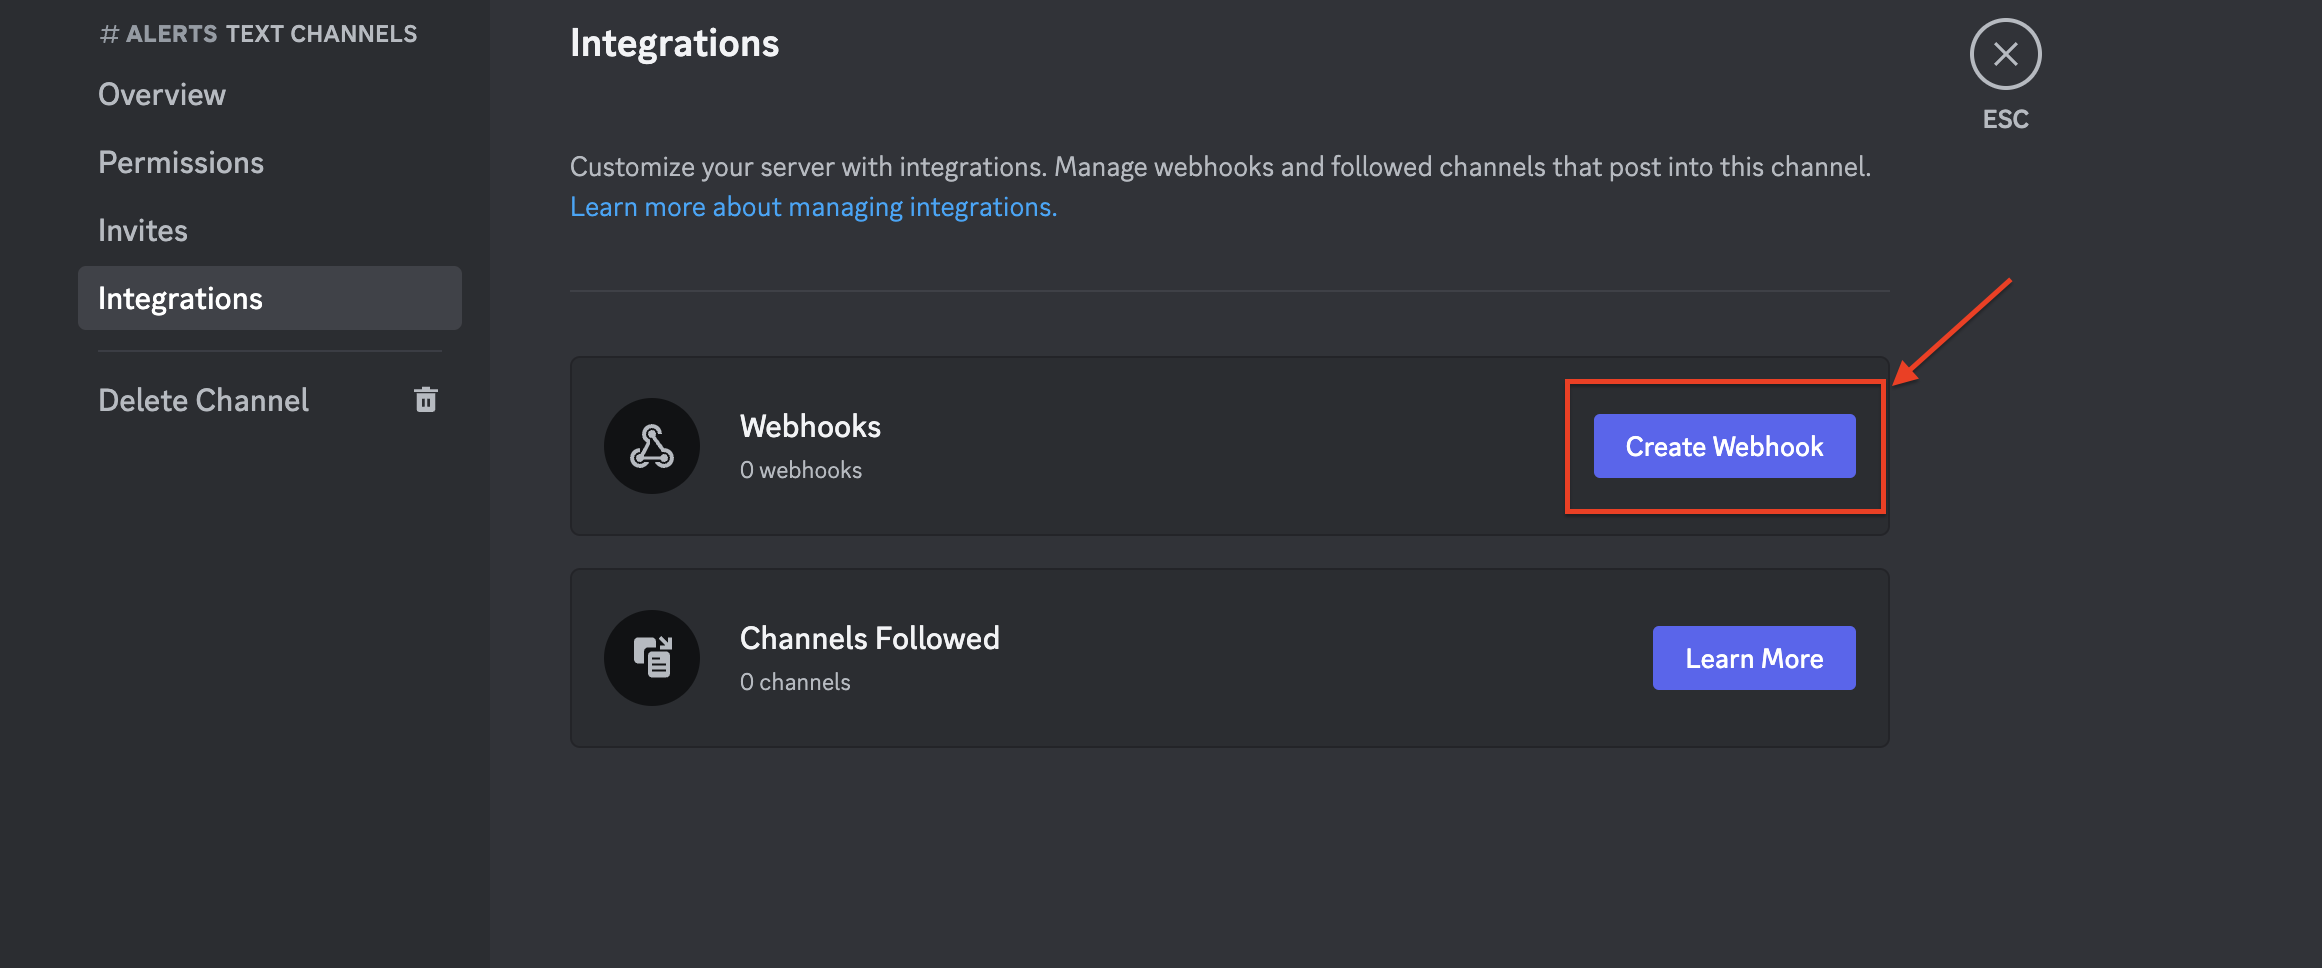 # ALERTS TEXT CHANNELS
Overview
Permissions
Invites
Integrations
Delete Channel
Integrations
ESC
Customize your server with integrations. Manage webhooks and followed channels that post into this channel.
Learn more about managing integrations.
Webhooks
0 webhooks
Create Webhook
Channels Followed
0 channels
Learn More